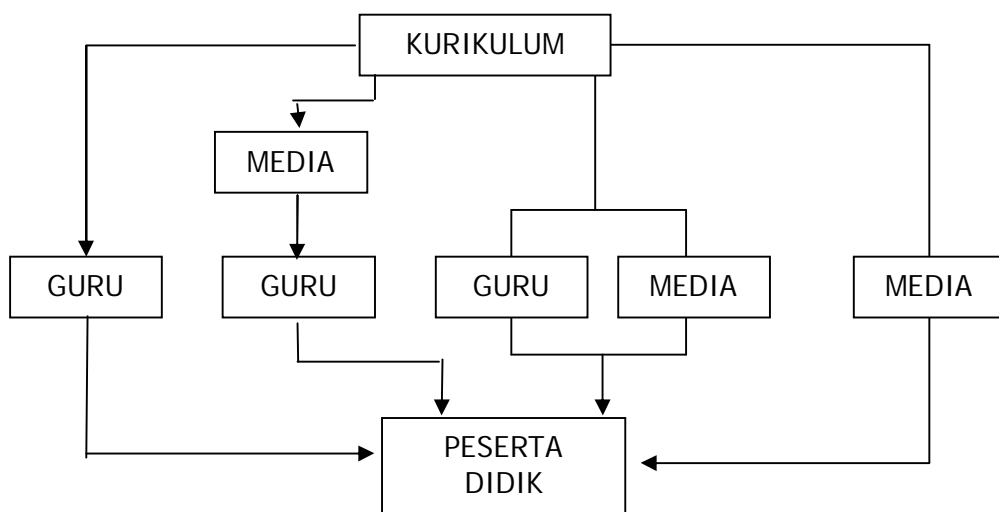 KURIKULUM
MEDIA
GURU
GURU
GURU
MEDIA
MEDIA
PESERTA
DIDIK